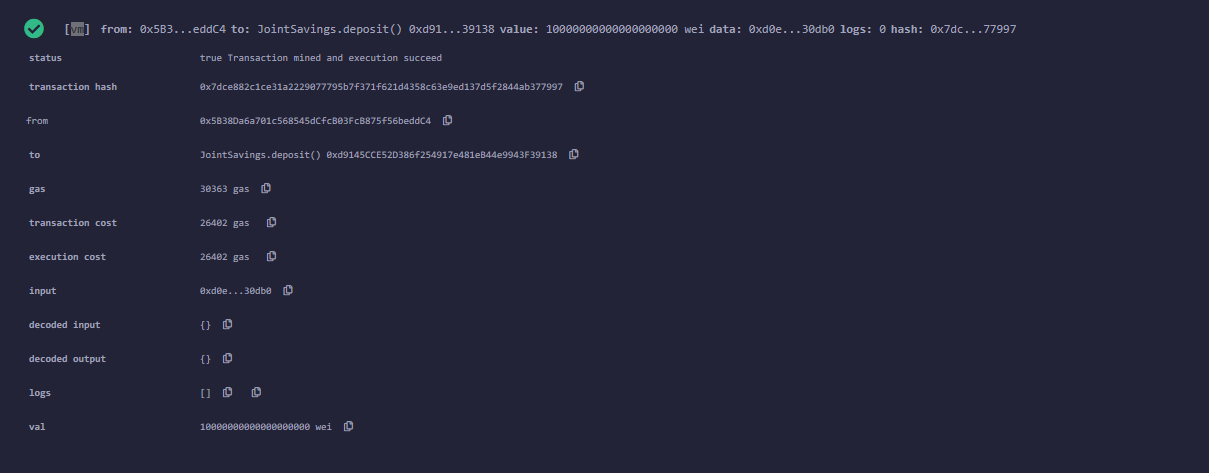 [vm] from: 0x5B3...eddC4 to: JointSavings.deposit() 0xd91...39138 value: 10000000000000000000 wei data: 0xd0e...30db0 logs: 0 hash: 0x7dc...77997
status true Transaction mined and execution succeed
transaction hash 0x7dce882c1ce31a2229077795b7f371f621d4358c63e9ed137d5f2844ab377997
from 0x5B38Da6a701c568545dCfcB03FcB875f56beddC4
to JointSavings.deposit() 0xd9145CCE52D386f254917e481eB44e9943F39138
gas 30363 gas
transaction cost 26402 gas
execution cost 26402 gas
input 0xd0e...30db0
decoded input {}
decoded output {}
logs []
val 10000000000000000000 wei